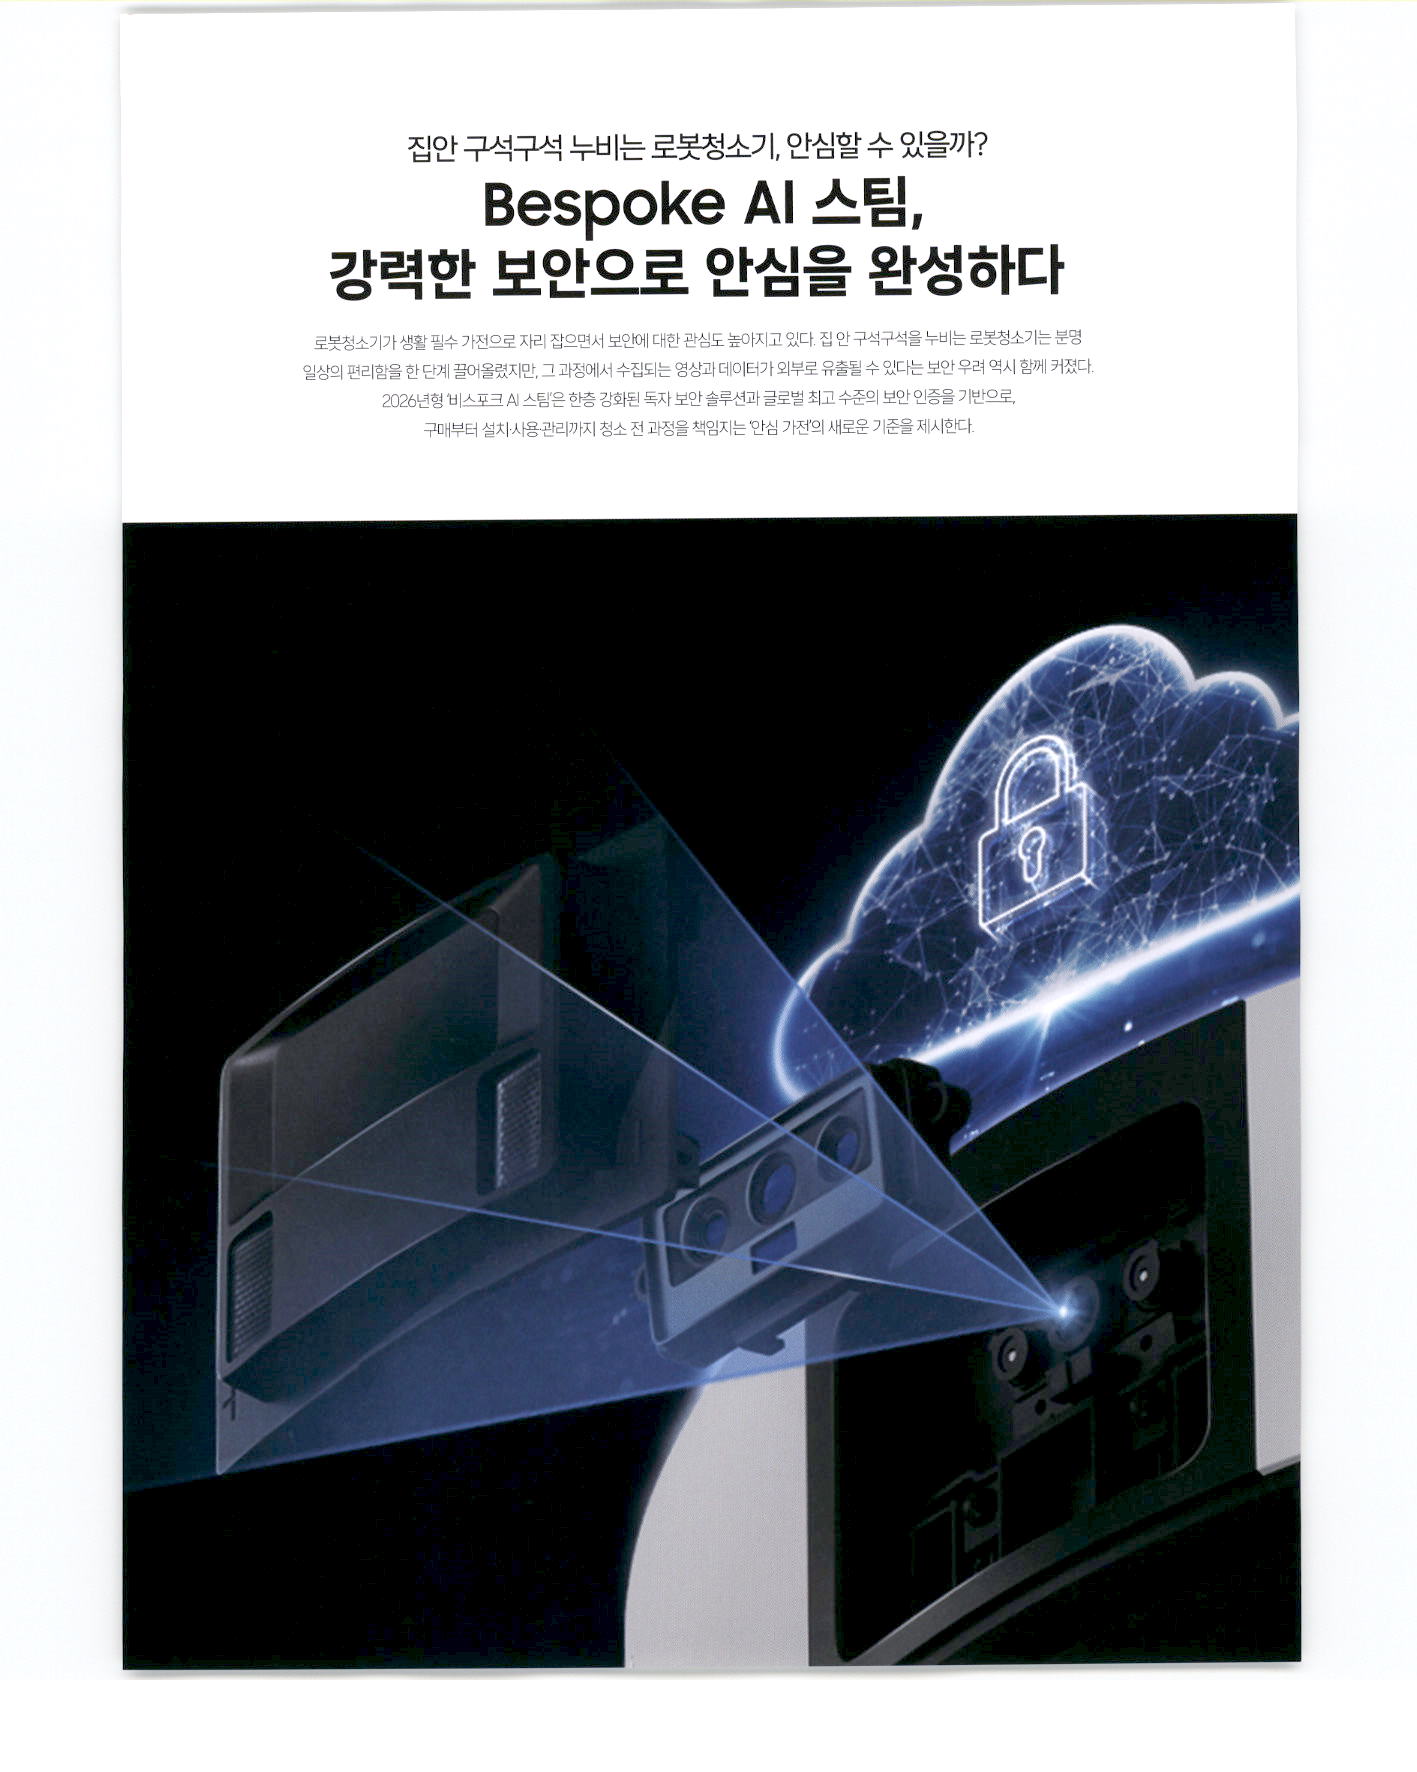 집안 구석구석 누비는 로봇청소기, 안심할 수 있을까?
Bespoke AI 스팀,
강력한 보안으로 안심을 완성하다
로봇청소기가 생활 필수 가전으로 자리 잡으면서 보안에 대한 관심도 높아지고 있다. 집 안 구석구석을 누비는 로봇청소기는 분명
일상의 편리함을 한 단계 끌어올렸지만, 그 과정에서 수집되는 영상과 데이터가 외부로 유출될 수 있다는 보안 우려 역시 함께 커졌다.
2026년형 ‘비스포크 AI 스팀’은 한층 강화된 독자 보안 솔루션과 글로벌 최고 수준의 보안 인증을 기반으로,
구매부터 설치·사용·관리까지 청소 전 과정을 책임지는 ‘안심 가전’의 새로운 기준을 제시한다.